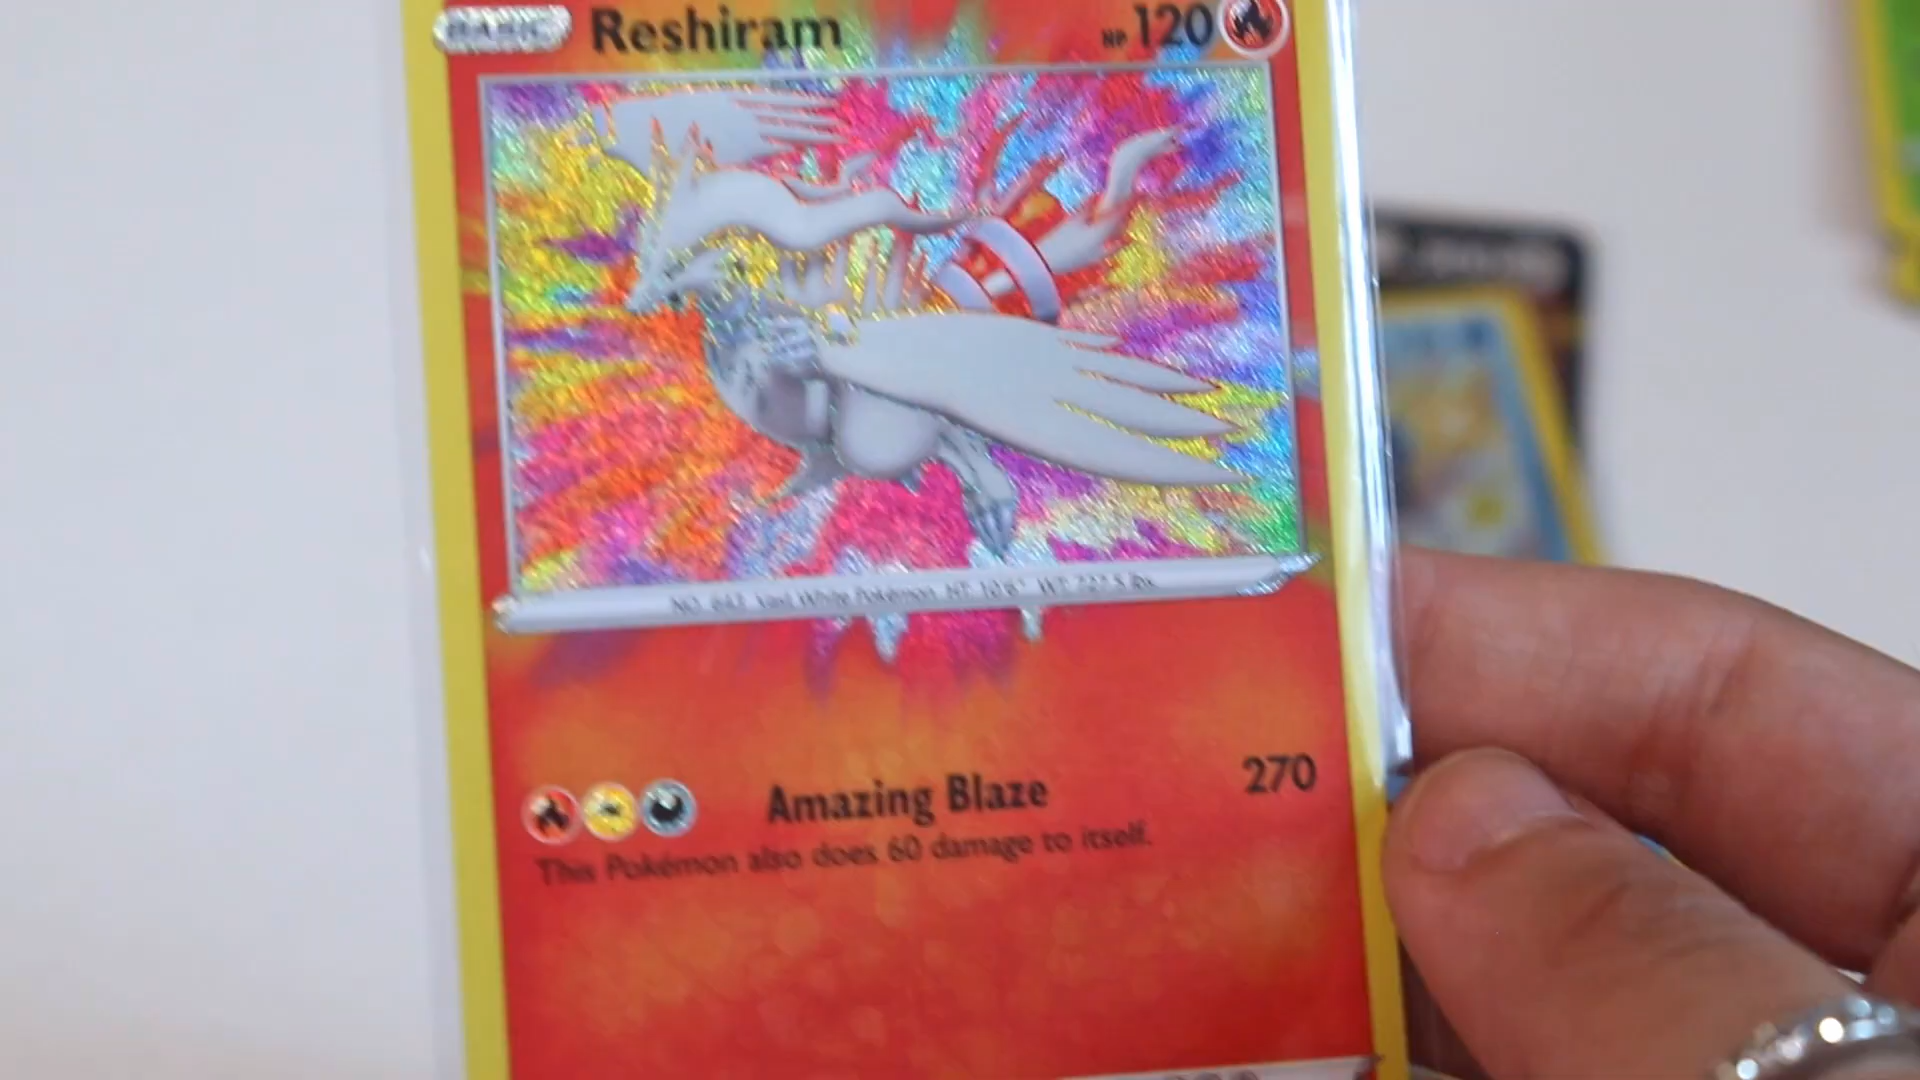 BASIC Reshiram HP 120
NO. 643 Vast White Pokémon HT: 10'6" WT: 727.5 lbs.
Amazing Blaze 270
This Pokémon also does 60 damage to itself.